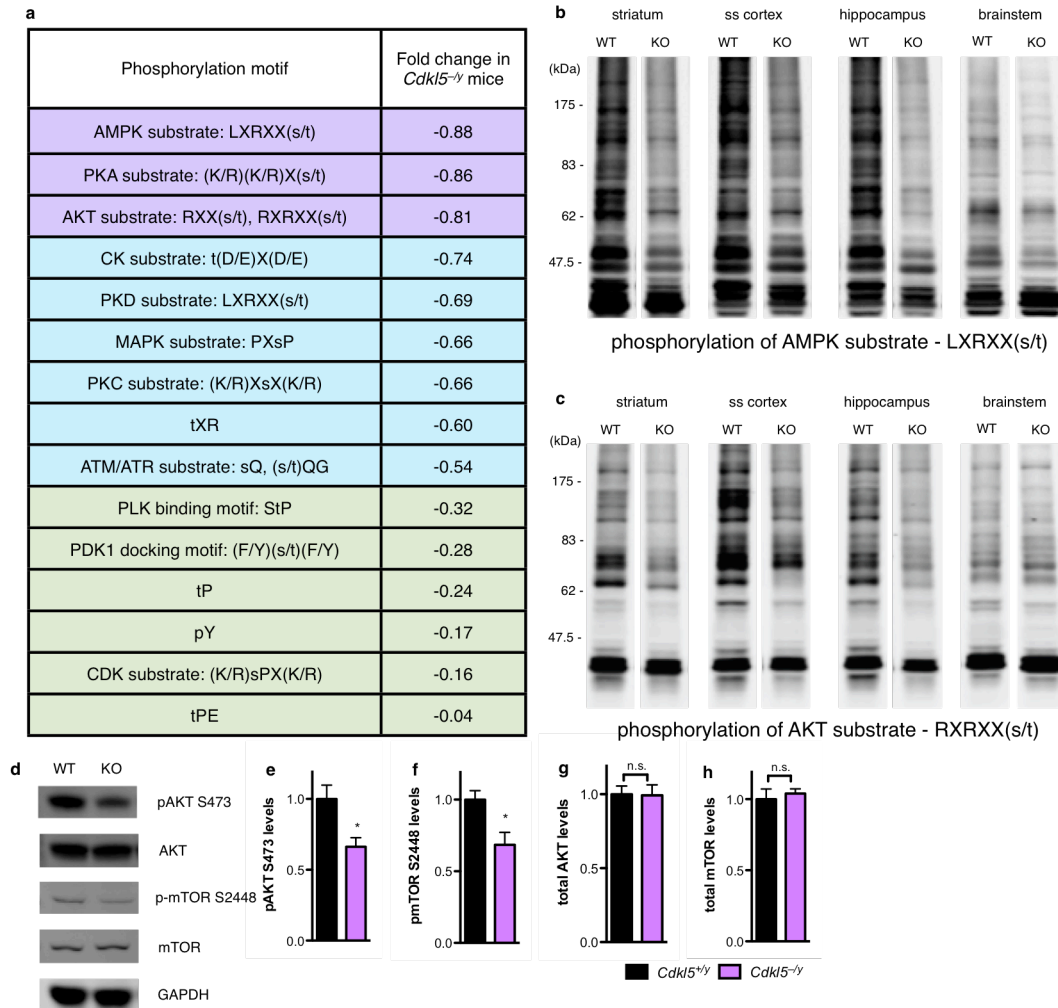 a
Phosphorylation motif
Fold change in
Cdkl5–/y mice
AMPK substrate: LXRXX(s/t)
-0.88
PKA substrate: (K/R)(K/R)X(s/t)
-0.86
AKT substrate: RXX(s/t), RXRXX(s/t)
-0.81
CK substrate: t(D/E)X(D/E)
-0.74
PKD substrate: LXRXX(s/t)
-0.69
MAPK substrate: PXsP
-0.66
PKC substrate: (K/R)XsX(K/R)
-0.66
tXR
-0.60
ATM/ATR substrate: sQ, (s/t)QG
-0.54
PLK binding motif: StP
-0.32
PDK1 docking motif: (F/Y)(s/t)(F/Y)
-0.28
tP
-0.24
pY
-0.17
CDK substrate: (K/R)sPX(K/R)
-0.16
tPE
-0.04
b
striatum ss cortex hippocampus brainstem
WT KO WT KO WT KO WT KO
(kDa)
175 -
83 -
62 -
47.5 -
phosphorylation of AMPK substrate - LXRXX(s/t)
c
striatum ss cortex hippocampus brainstem
WT KO WT KO WT KO WT KO
(kDa)
175 -
83 -
62 -
47.5 -
phosphorylation of AKT substrate - RXRXX(s/t)
d
WT KO
pAKT S473
AKT
p-mTOR S2448
mTOR
GAPDH
e
pAKT S473 levels
1.0
0.5
0.0
*
f
pmTOR S2448 levels
1.0
0.5
0.0
*
g
total AKT levels
1.0
0.5
0.0
n.s.
h
total mTOR levels
1.0
0.5
0.0
n.s.
Cdkl5+/y Cdkl5–/y